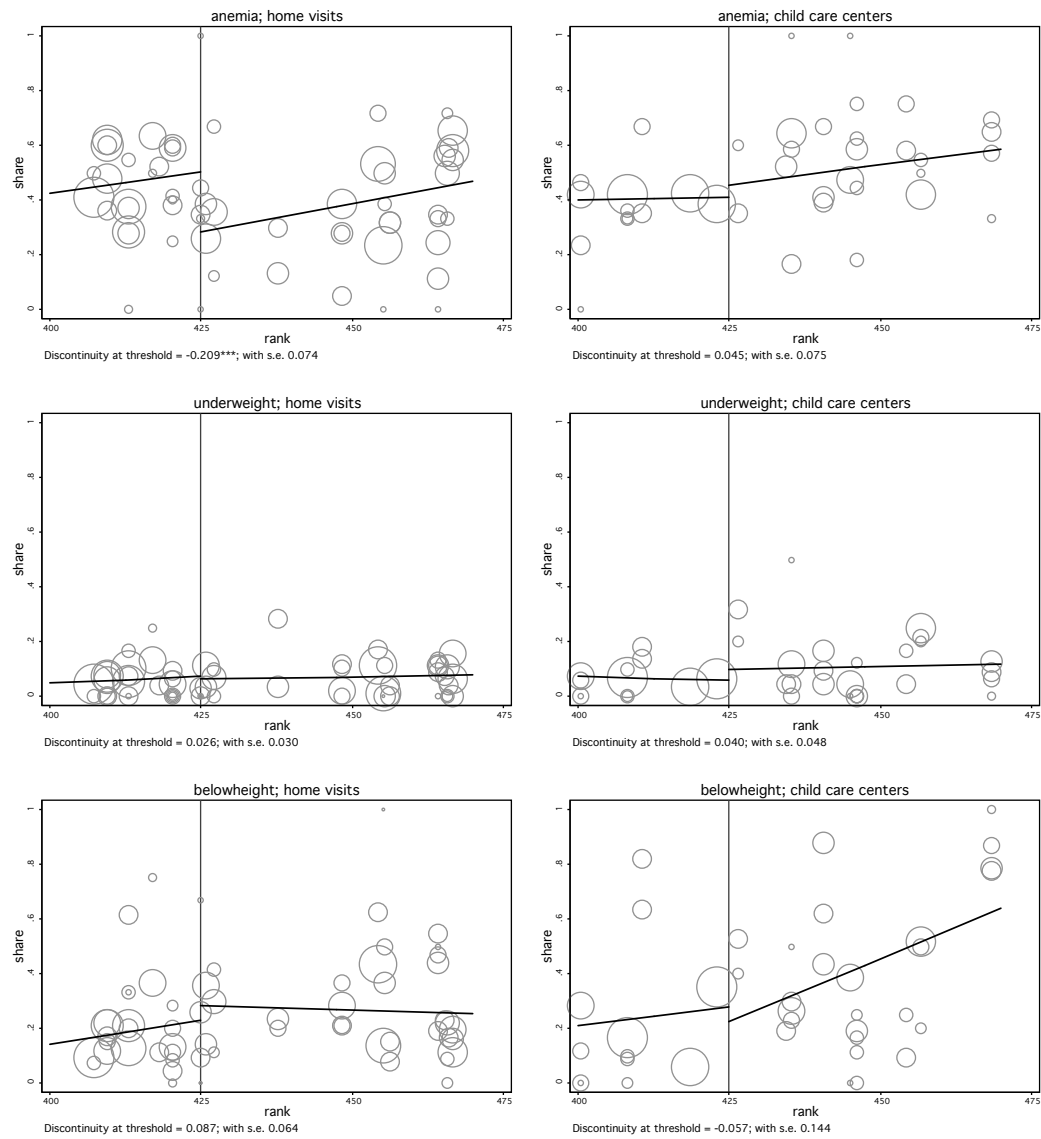 anemia; home visits
share
1
.8
.6
.4
.2
0
400 425 450 475
rank
Discontinuity at threshold = -0.209***; with s.e. 0.074
anemia; child care centers
share
1
.8
.6
.4
.2
0
400 425 450 475
rank
Discontinuity at threshold = 0.045; with s.e. 0.075
underweight; home visits
share
1
.8
.6
.4
.2
0
400 425 450 475
rank
Discontinuity at threshold = 0.026; with s.e. 0.030
underweight; child care centers
share
1
.8
.6
.4
.2
0
400 425 450 475
rank
Discontinuity at threshold = 0.040; with s.e. 0.048
belowheight; home visits
share
1
.8
.6
.4
.2
0
400 425 450 475
rank
Discontinuity at threshold = 0.087; with s.e. 0.064
belowheight; child care centers
share
1
.8
.6
.4
.2
0
400 425 450 475
rank
Discontinuity at threshold = -0.057; with s.e. 0.144